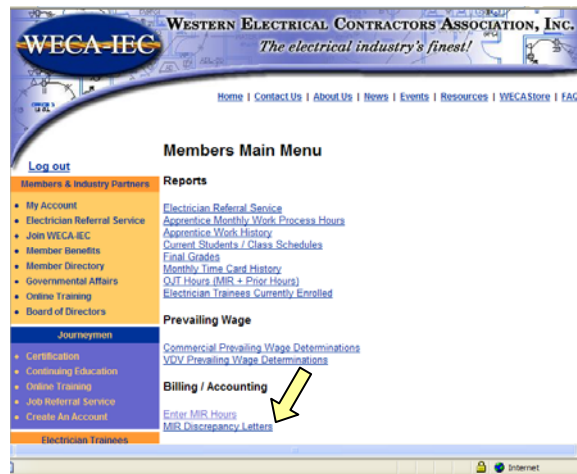 WECA-IEC
WESTERN ELECTRICAL CONTRACTORS ASSOCIATION, INC.
The electrical industry's finest!
Home | Contact Us | About Us | News | Events | Resources | WECAStore | FAQ
Log out
Members & Industry Partners
• My Account
• Electrician Referral Service
• Join WECA-IEC
• Member Benefits
• Member Directory
• Governmental Affairs
• Online Training
• Board of Directors
Journeymen
• Certification
• Continuing Education
• Online Training
• Job Referral Service
• Create An Account
Electrician Trainees
Members Main Menu
Reports
Electrician Referral Service
Apprentice Monthly Work Process Hours
Apprentice Work History
Current Students / Class Schedules
Final Grades
Monthly Time Card History
OJT Hours (MIR + Prior Hours)
Electrician Trainees Currently Enrolled
Prevailing Wage
Commercial Prevailing Wage Determinations
VDV Prevailing Wage Determinations
Billing / Accounting
Enter MIR Hours
MIR Discrepancy Letters
Internet